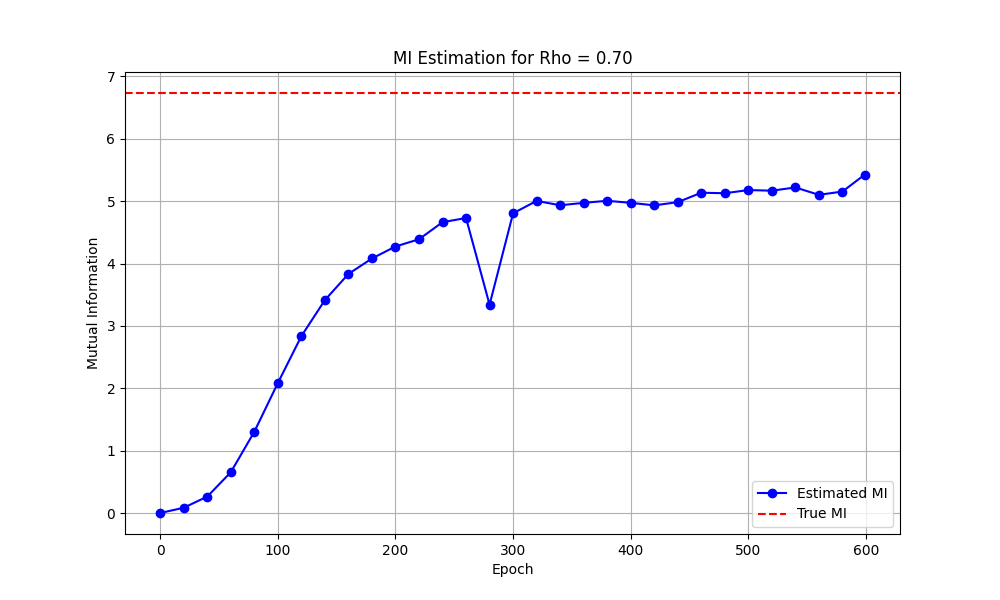 MI Estimation for Rho = 0.70
7
6
5
4
3
2
1
0
Mutual Information
0 100 200 300 400 500 600
Epoch
Estimated MI
True MI